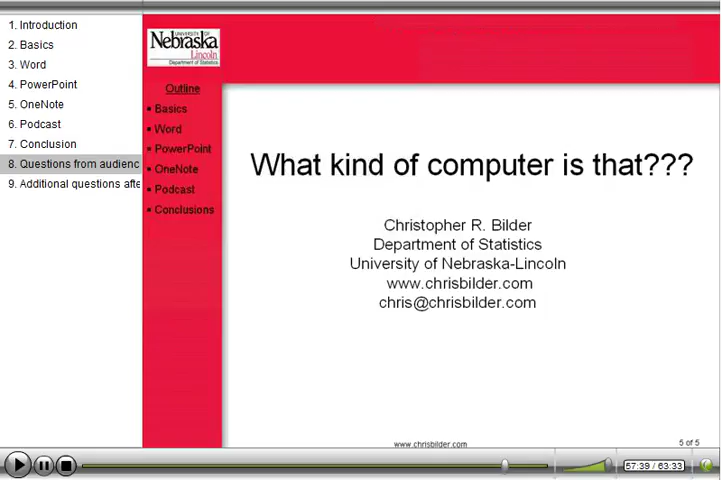 1. Introduction
2. Basics
3. Word
4. PowerPoint
5. OneNote
6. Podcast
7. Conclusion
8. Questions from audienc
9. Additional questions afte
UNIVERSITY OF
Nebraska
Lincoln
Department of Statistics
Outline
Basics
Word
PowerPoint
OneNote
Podcast
Conclusions
What kind of computer is that???
Christopher R. Bilder
Department of Statistics
University of Nebraska-Lincoln
www.chrisbilder.com
chris@chrisbilder.com
www.chrisbilder.com
5 of 5
57:39 / 63:33